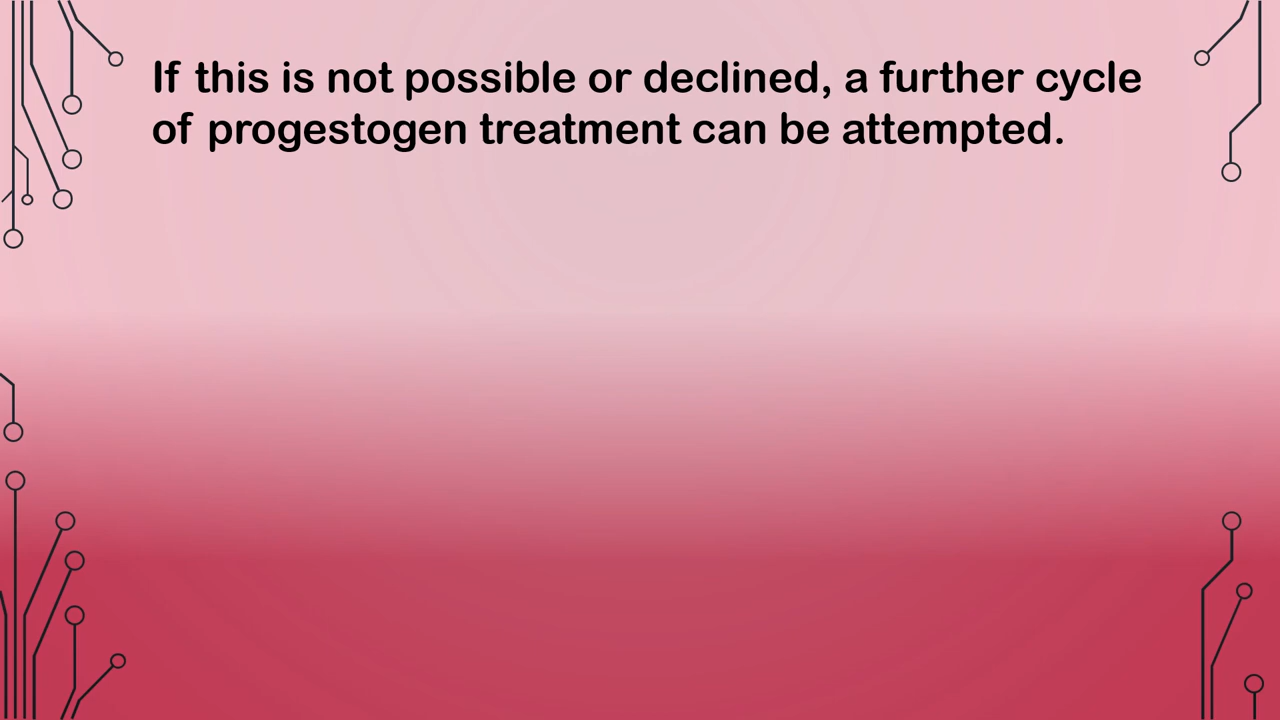 If this is not possible or declined, a further cycle
of progestogen treatment can be attempted.